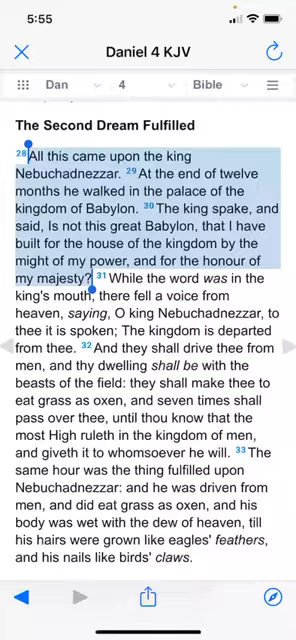 5:55
Daniel 4 KJV
Dan 4 Bible
The Second Dream Fulfilled
28 All this came upon the king
Nebuchadnezzar. 29 At the end of twelve
months he walked in the palace of the
kingdom of Babylon. 30 The king spake, and
said, Is not this great Babylon, that I have
built for the house of the kingdom by the
might of my power, and for the honour of
my majesty? 31 While the word was in the
king's mouth, there fell a voice from
heaven, saying, O king Nebuchadnezzar, to
thee it is spoken; The kingdom is departed
from thee. 32 And they shall drive thee from
men, and thy dwelling shall be with the
beasts of the field: they shall make thee to
eat grass as oxen, and seven times shall
pass over thee, until thou know that the
most High ruleth in the kingdom of men,
and giveth it to whomsoever he will. 33 The
same hour was the thing fulfilled upon
Nebuchadnezzar: and he was driven from
men, and did eat grass as oxen, and his
body was wet with the dew of heaven, till
his hairs were grown like eagles' feathers,
and his nails like birds' claws.